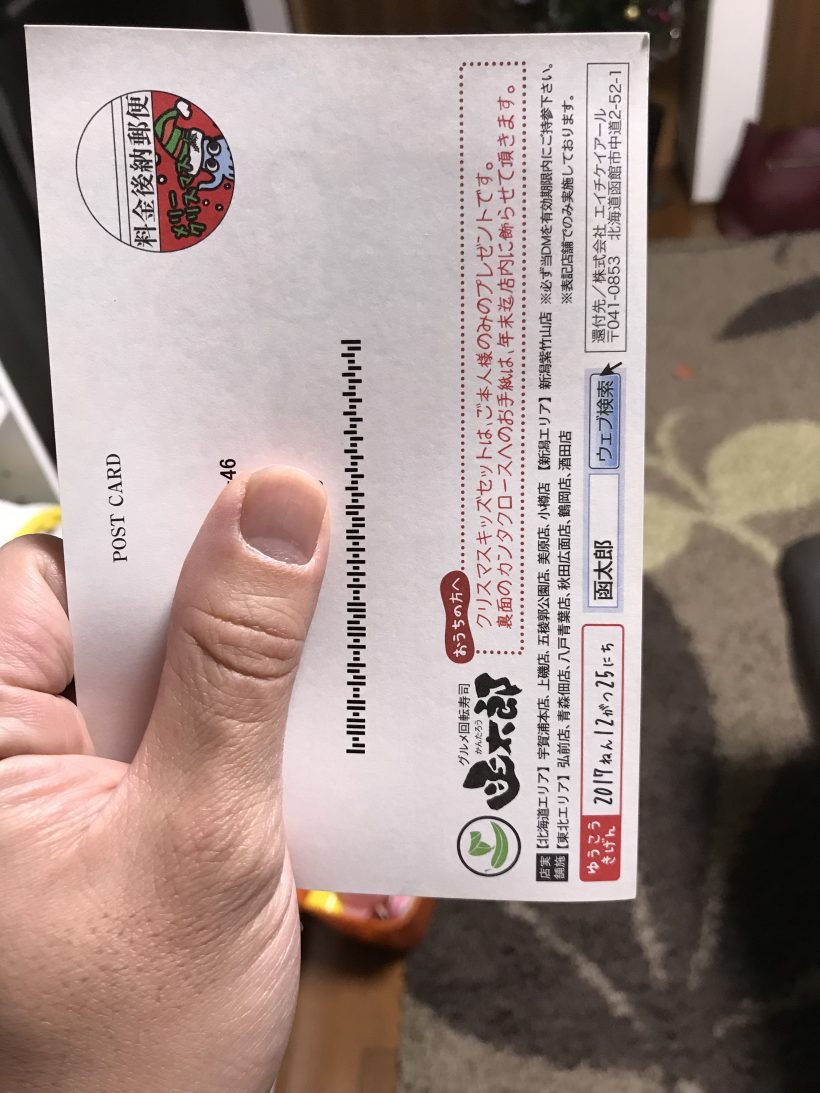 料金後納郵便
メリー
クリスマス
POST CARD
-46
おうちの方へ
クリスマスキッズセットは、ご本人様のみのプレゼントです。
裏面のカンタクロースへのお手紙は、年末迄店内に飾らせて頂きます。
グルメ回転寿司
かんたろう
函太郎
実施店舗
【北海道エリア】宇賀浦本店、上磯店、五稜郭公園店、美原店、小樽店 【新潟エリア】新潟紫竹山店
【東北エリア】弘前店、青森佃店、八戸青葉店、秋田広面店、鶴岡店、酒田店
※必ず当DMを有効期限内にご持参下さい。
※表記店舗でのみ実施しております。
ゆうこう
きげん
2017ねん12がつ25にち
函太郎
ウェブ検索
還付先/株式会社 エイチケイアール
〒041-0853 北海道函館市中道2-52-1